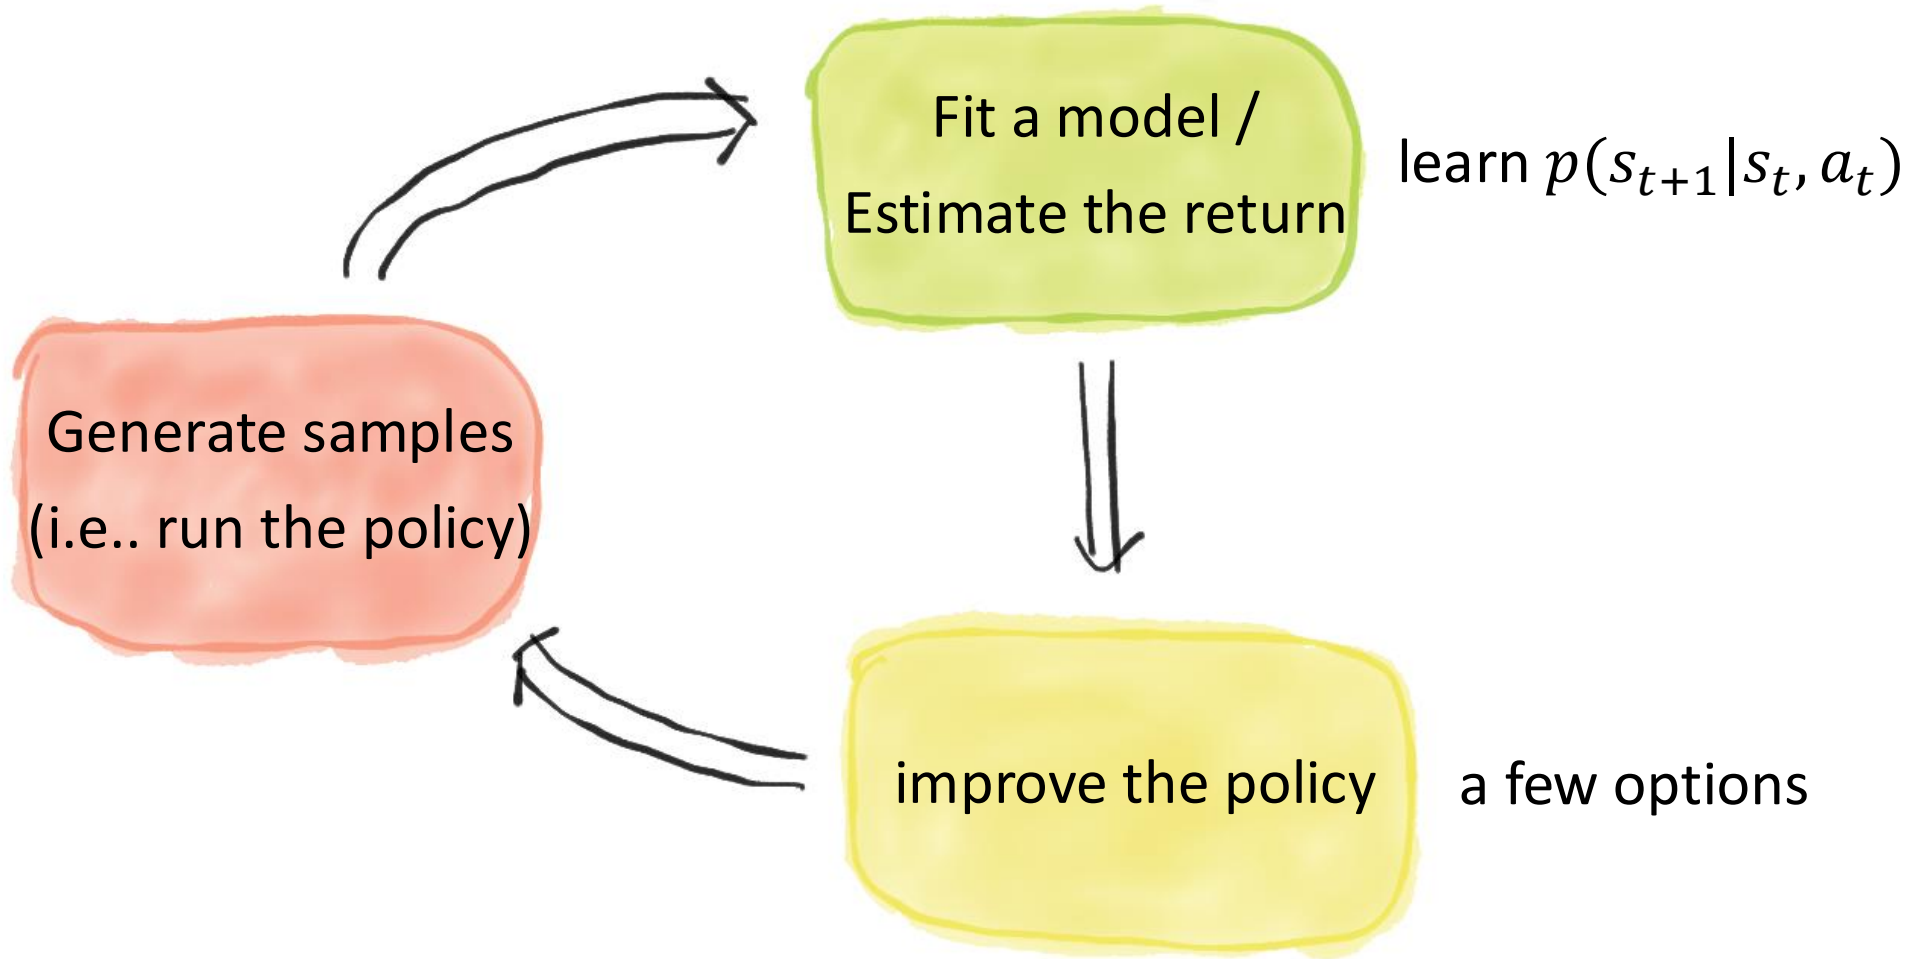 Fit a model /
Estimate the return
learn p(s_{t+1}|s_t, a_t)
Generate samples
(i.e.. run the policy)
improve the policy
a few options